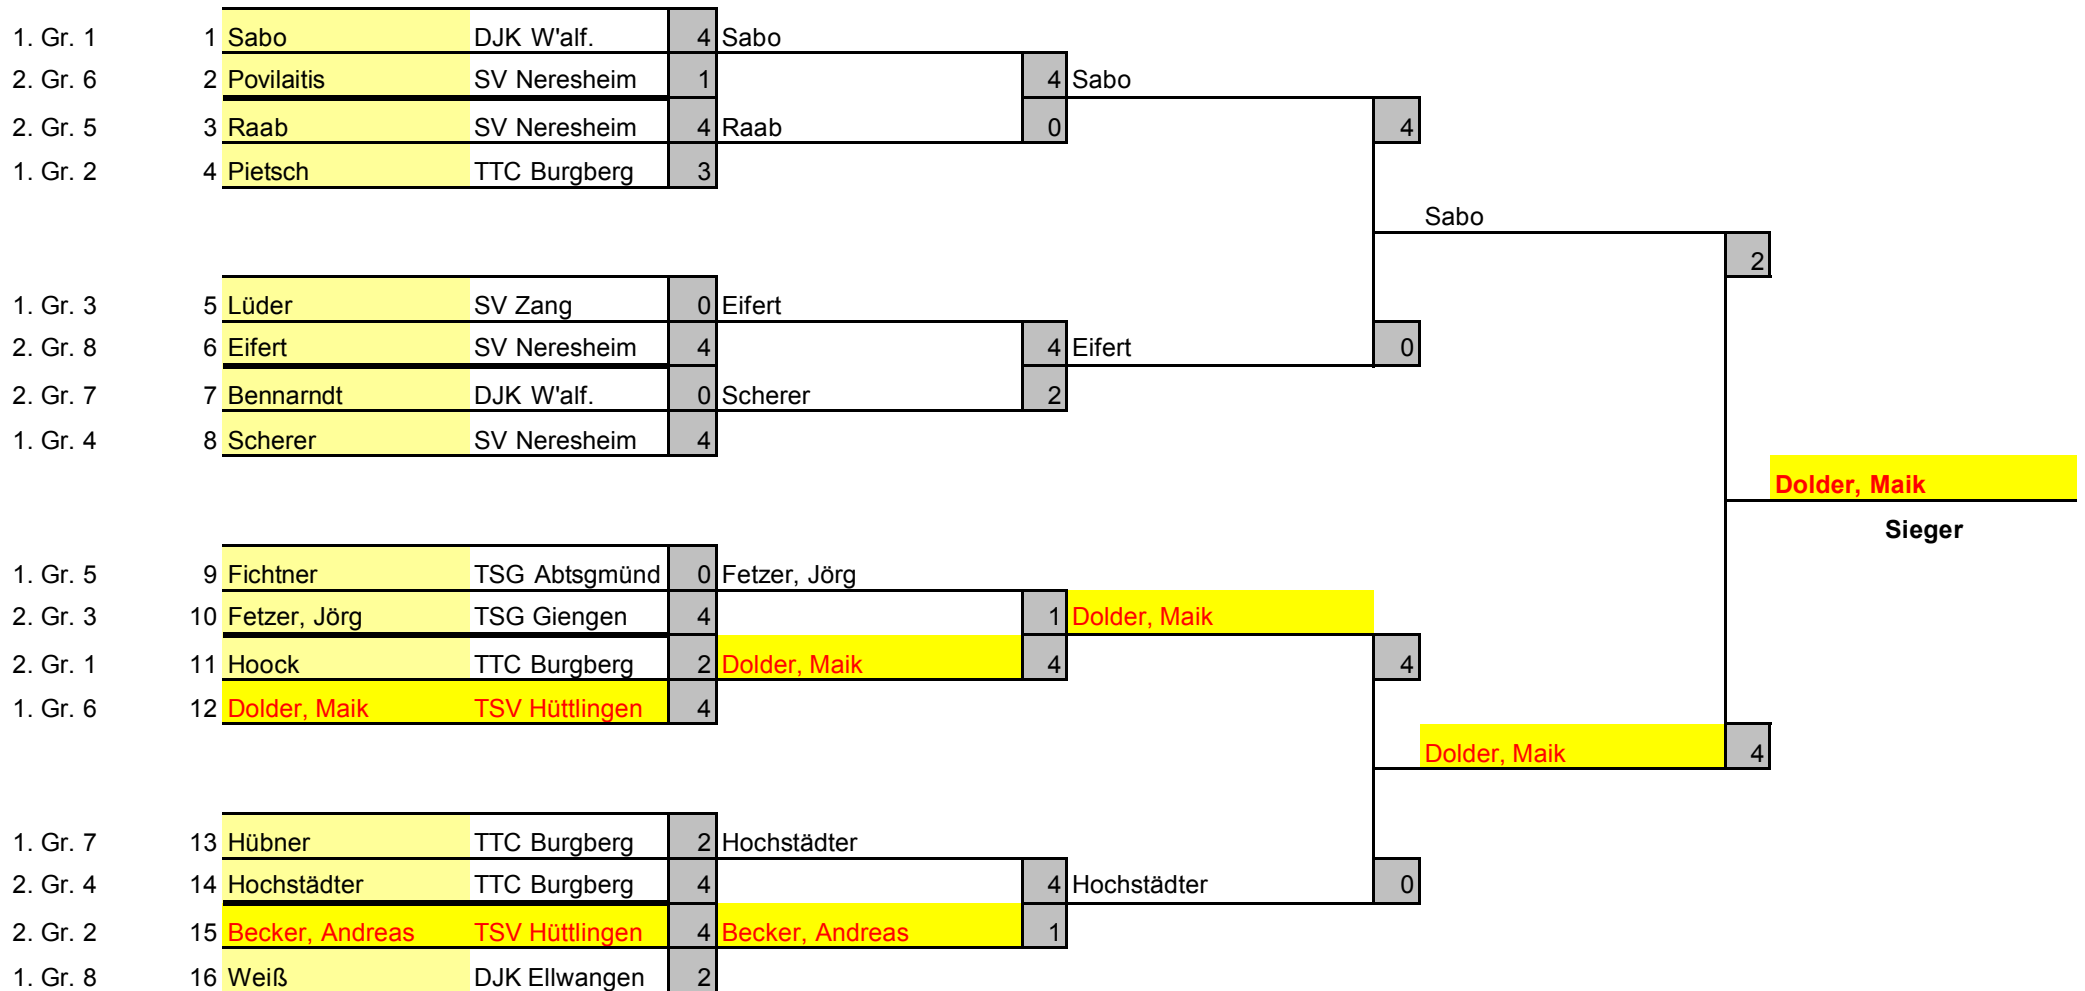 1. Gr. 1 1 Sabo DJK W'alf. 4 Sabo
2. Gr. 6 2 Povilaitis SV Neresheim 1 4 Sabo
2. Gr. 5 3 Raab SV Neresheim 4 Raab 0 4
1. Gr. 2 4 Pietsch TTC Burgberg 3
Sabo
2
1. Gr. 3 5 Lüder SV Zang 0 Eifert
2. Gr. 8 6 Eifert SV Neresheim 4 4 Eifert 0
2. Gr. 7 7 Bennarndt DJK W'alf. 0 Scherer 2
1. Gr. 4 8 Scherer SV Neresheim 4
Dolder, Maik
Sieger
1. Gr. 5 9 Fichtner TSG Abtsgmünd 0 Fetzer, Jörg
2. Gr. 3 10 Fetzer, Jörg TSG Giengen 4 1 Dolder, Maik
2. Gr. 1 11 Hoock TTC Burgberg 2 Dolder, Maik 4 4
1. Gr. 6 12 Dolder, Maik TSV Hüttlingen 4
Dolder, Maik 4
1. Gr. 7 13 Hübner TTC Burgberg 2 Hochstädter
2. Gr. 4 14 Hochstädter TTC Burgberg 4 4 Hochstädter 0
2. Gr. 2 15 Becker, Andreas TSV Hüttlingen 4 Becker, Andreas 1
1. Gr. 8 16 Weiß DJK Ellwangen 2